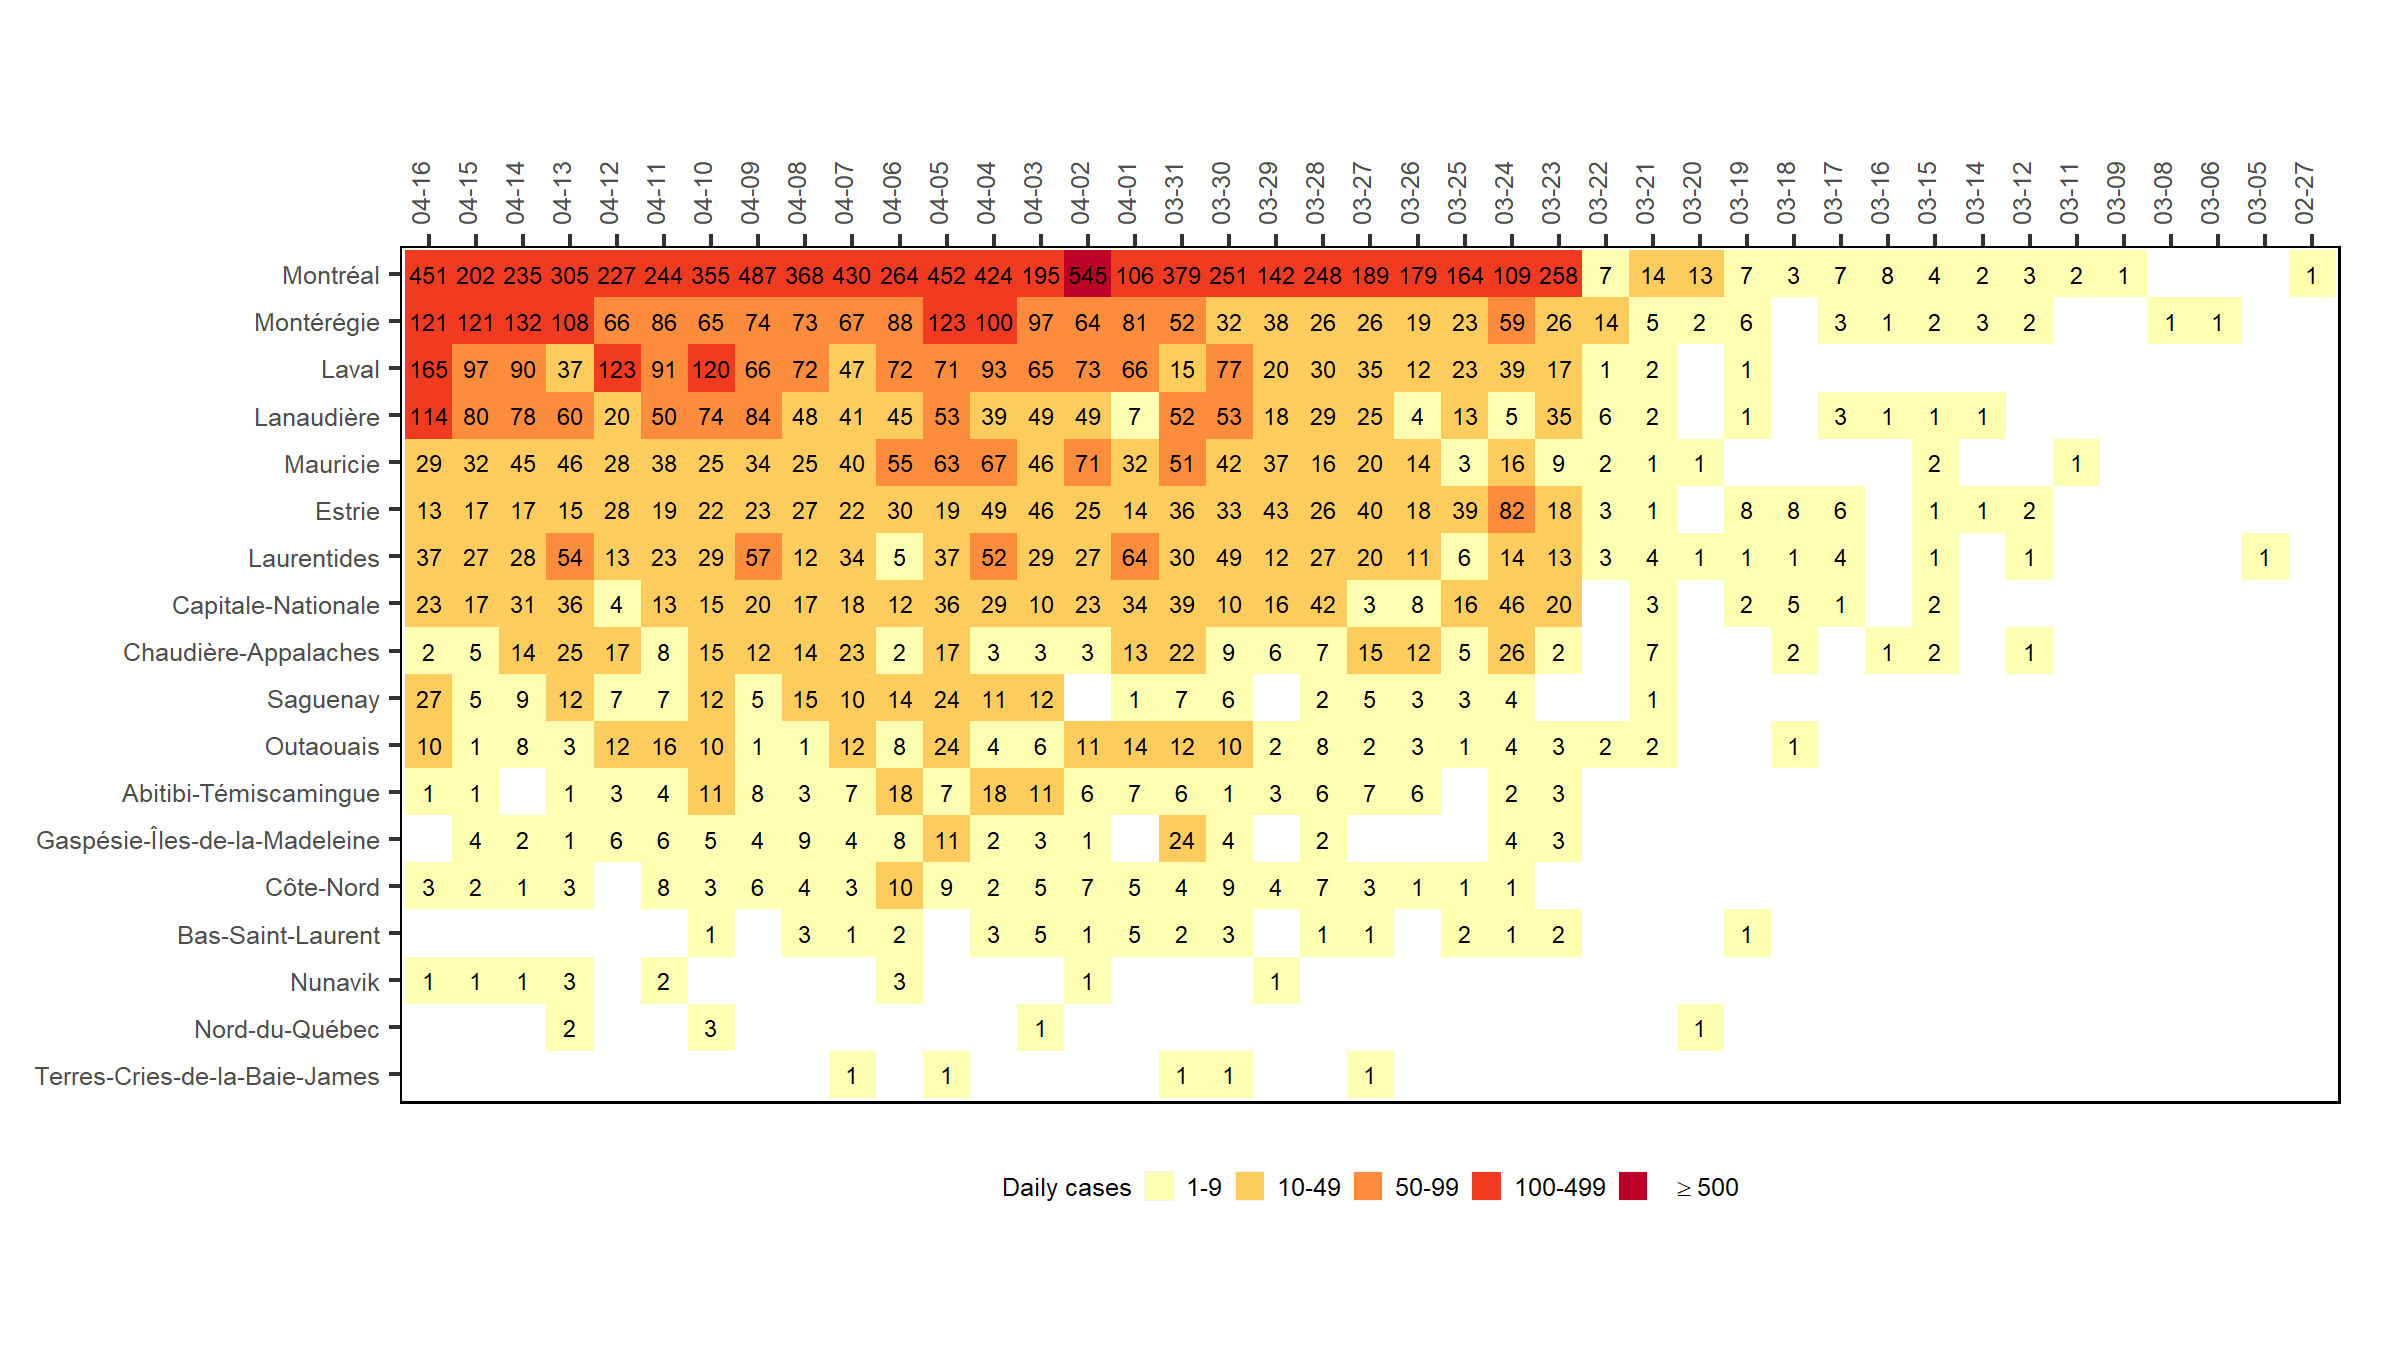 04-16 04-15 04-14 04-13 04-12 04-11 04-10 04-09 04-08 04-07 04-06 04-05 04-04 04-03 04-02 04-01 03-31 03-30 03-29 03-28 03-27 03-26 03-25 03-24 03-23 03-22 03-21 03-20 03-19 03-18 03-17 03-16 03-15 03-14 03-12 03-11 03-09 03-08 03-06 03-05 02-27
Montréal 451 202 235 305 227 244 355 487 368 430 264 452 424 195 545 106 379 251 142 248 189 179 164 109 258 7 14 13 7 3 7 8 4 2 3 2 1 1
Montérégie 121 121 132 108 66 86 65 74 73 67 88 123 100 97 64 81 52 32 38 26 26 19 23 59 26 14 5 2 6 3 1 2 3 2 1 1
Laval 165 97 90 37 123 91 120 66 72 47 72 71 93 65 73 66 15 77 20 30 35 12 23 39 17 1 2 1
Lanaudière 114 80 78 60 20 50 74 84 48 41 45 53 39 49 49 7 52 53 18 29 25 4 13 5 35 6 2 1 3 1 1 1
Mauricie 29 32 45 46 28 38 25 34 25 40 55 63 67 46 71 32 51 42 37 16 20 14 3 16 9 2 1 1 2 1
Estrie 13 17 17 15 28 19 22 23 27 22 30 19 49 46 25 14 36 33 43 26 40 18 39 82 18 3 1 8 8 6 1 1 2
Laurentides 37 27 28 54 13 23 29 57 12 34 5 37 52 29 27 64 30 49 12 27 20 11 6 14 13 3 4 1 1 1 4 1 1 1
Capitale-Nationale 23 17 31 36 4 13 15 20 17 18 12 36 29 10 23 34 39 10 16 42 3 8 16 46 20 3 2 5 1 2
Chaudière-Appalaches 2 5 14 25 17 8 15 12 14 23 2 17 3 3 3 13 22 9 6 7 15 12 5 26 2 7 2 1 2 1
Saguenay 27 5 9 12 7 7 12 5 15 10 14 24 11 12 1 7 6 2 5 3 3 4 1
Outaouais 10 1 8 3 12 16 10 1 1 12 8 24 4 6 11 14 12 10 2 8 2 3 1 4 3 2 2 1
Abitibi-Témiscamingue 1 1 1 3 4 11 8 3 7 18 7 18 11 6 7 6 1 3 6 7 6 2 3
Gaspésie-Îles-de-la-Madeleine 4 2 1 6 6 5 4 9 4 8 11 2 3 1 24 4 2 4 3
Côte-Nord 3 2 1 3 8 3 6 4 3 10 9 2 5 7 5 4 9 4 7 3 1 1 1
Bas-Saint-Laurent 1 3 1 2 3 5 1 5 2 3 1 1 2 1 2 1
Nunavik 1 1 1 3 2 3 1 1
Nord-du-Québec 2 3 1 1
Terres-Cries-de-la-Baie-James 1 1 1 1 1
Daily cases 1-9 10-49 50-99 100-499 ≥ 500